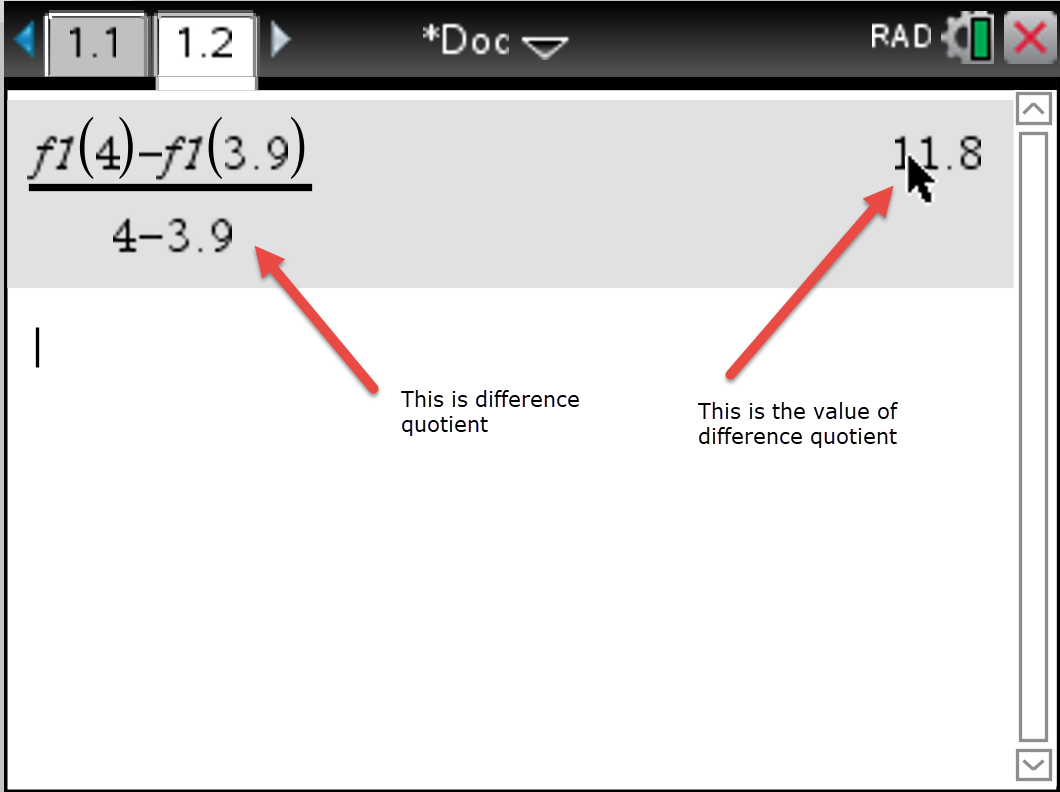 1.1 1.2 *Doc RAD
f1(4)-f1(3.9)
4-3.9
11.8
This is difference
quotient
This is the value of
difference quotient